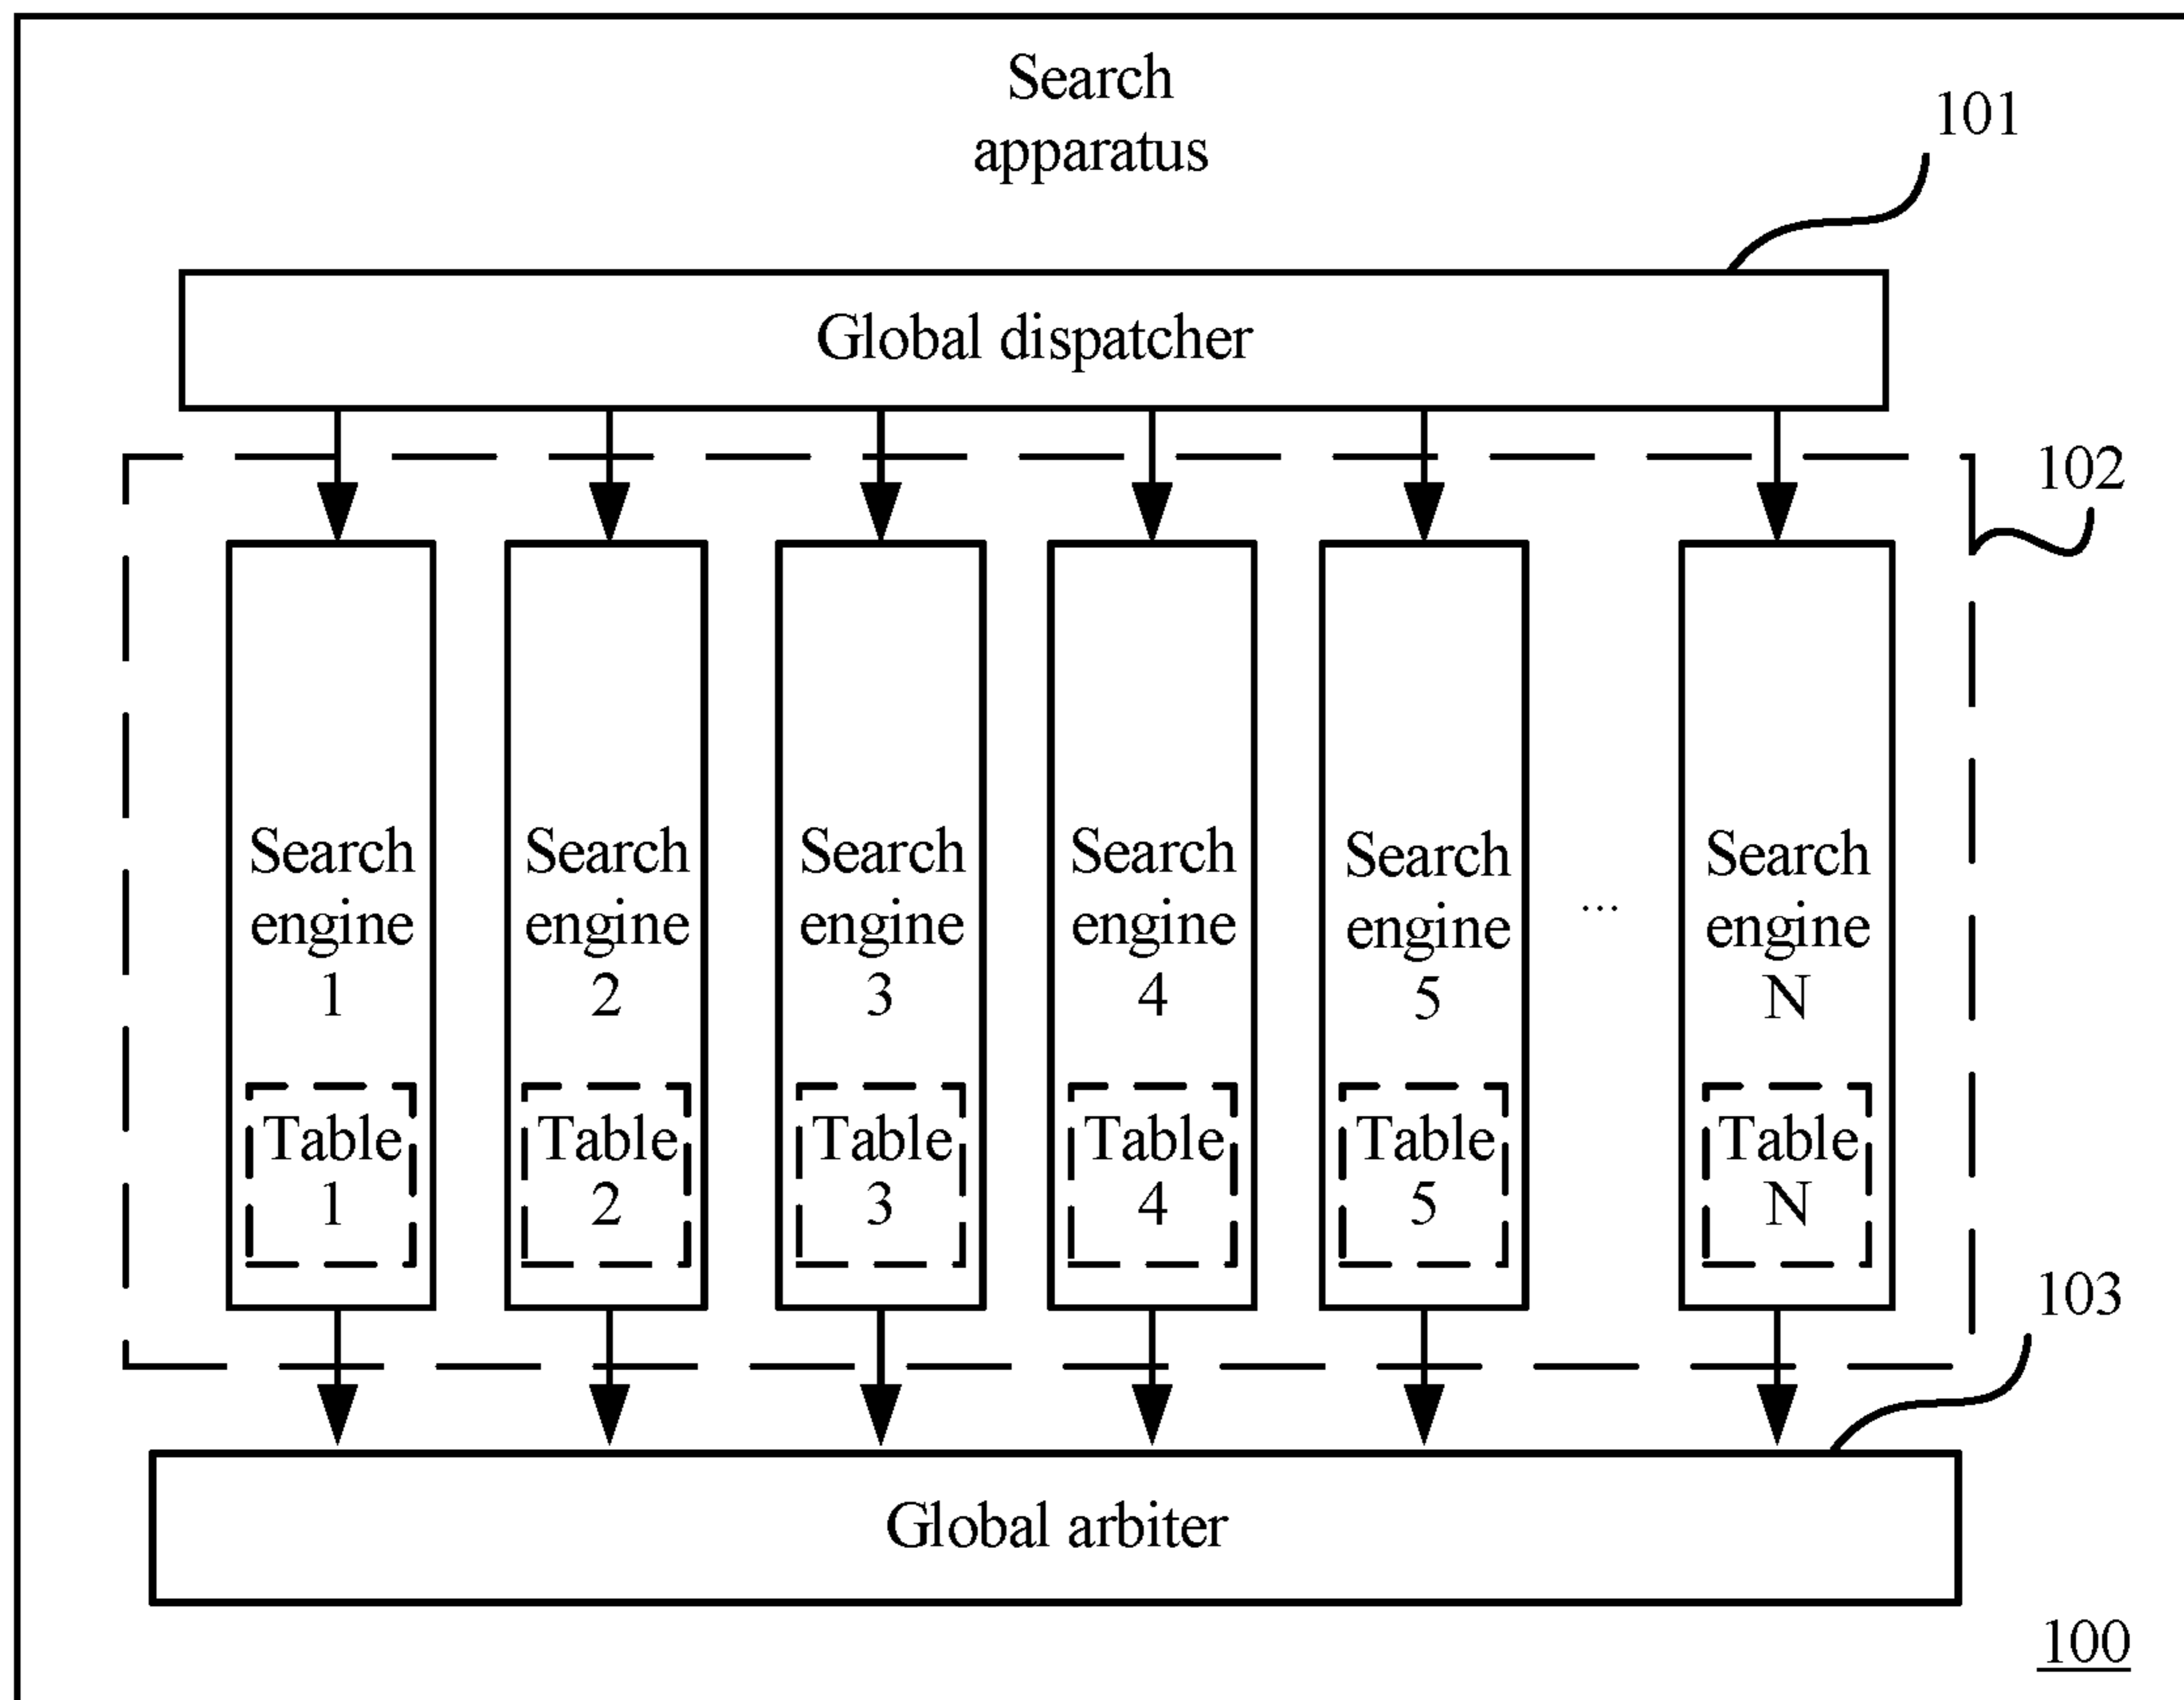 Search
apparatus
101
Global dispatcher
102
Search
engine
1
Search
engine
2
Search
engine
3
Search
engine
4
Search
engine
5
...
Search
engine
N
Table
1
Table
2
Table
3
Table
4
Table
5
Table
N
103
Global arbiter
100